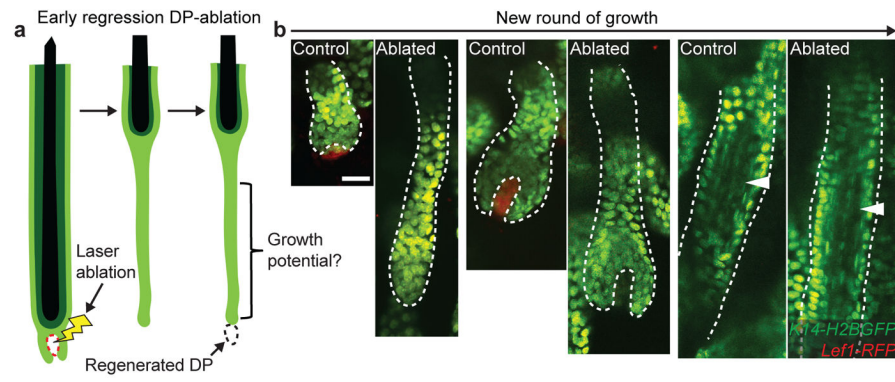 Early regression DP-ablation
a
Laser
ablation
Growth
potential?
Regenerated DP
b
New round of growth
Control
Ablated
Control
Ablated
Control
Ablated
K14-H2BGFP
Lef1-RFP